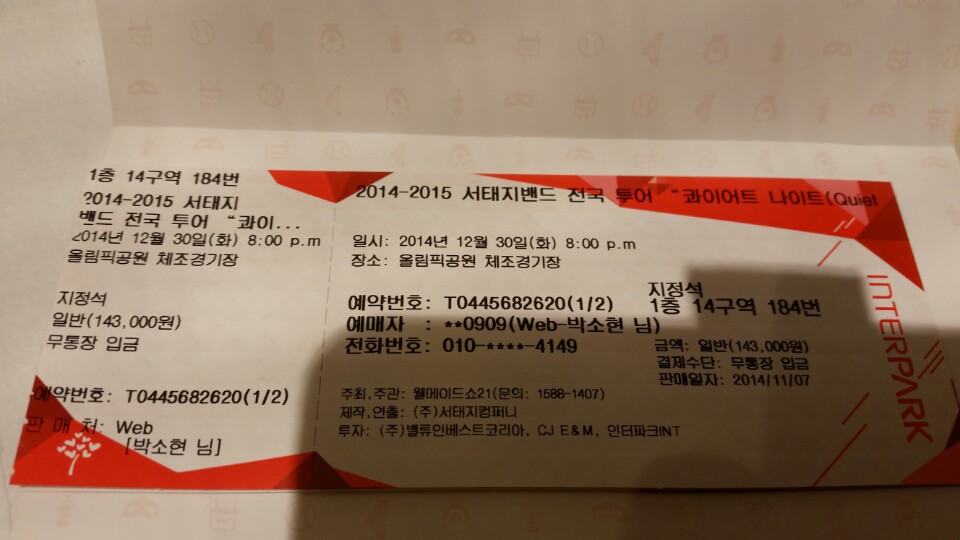 1층 14구역 184번
2014-2015 서태지
밴드 전국 투어 “콰이...
2014년 12월 30일(화) 8:00 p.m
올림픽공원 체조경기장
지정석
일반(143,000원)
무통장 입금
예약번호: T0445682620(1/2)
판 매 처: Web
[박소현 님]
2014-2015 서태지밴드 전국 투어 “콰이어트 나이트(Quiet
일시: 2014년 12월 30일(화) 8:00 p.m
장소: 올림픽공원 체조경기장
예약번호: T0445682620(1/2)
예매자 : **0909(Web-박소현 님)
전화번호: 010-****-4149
지정석
1층 14구역 184번
금액: 일반(143,000원)
결제수단: 무통장 입금
판매일자: 2014/11/07
주최,주관: 웰메이드쇼21(문의: 1588-1407)
제작,연출: (주)서태지컴퍼니
투자: (주)밸류인베스트코리아, CJ E&M, 인터파크INT
INTERPARK